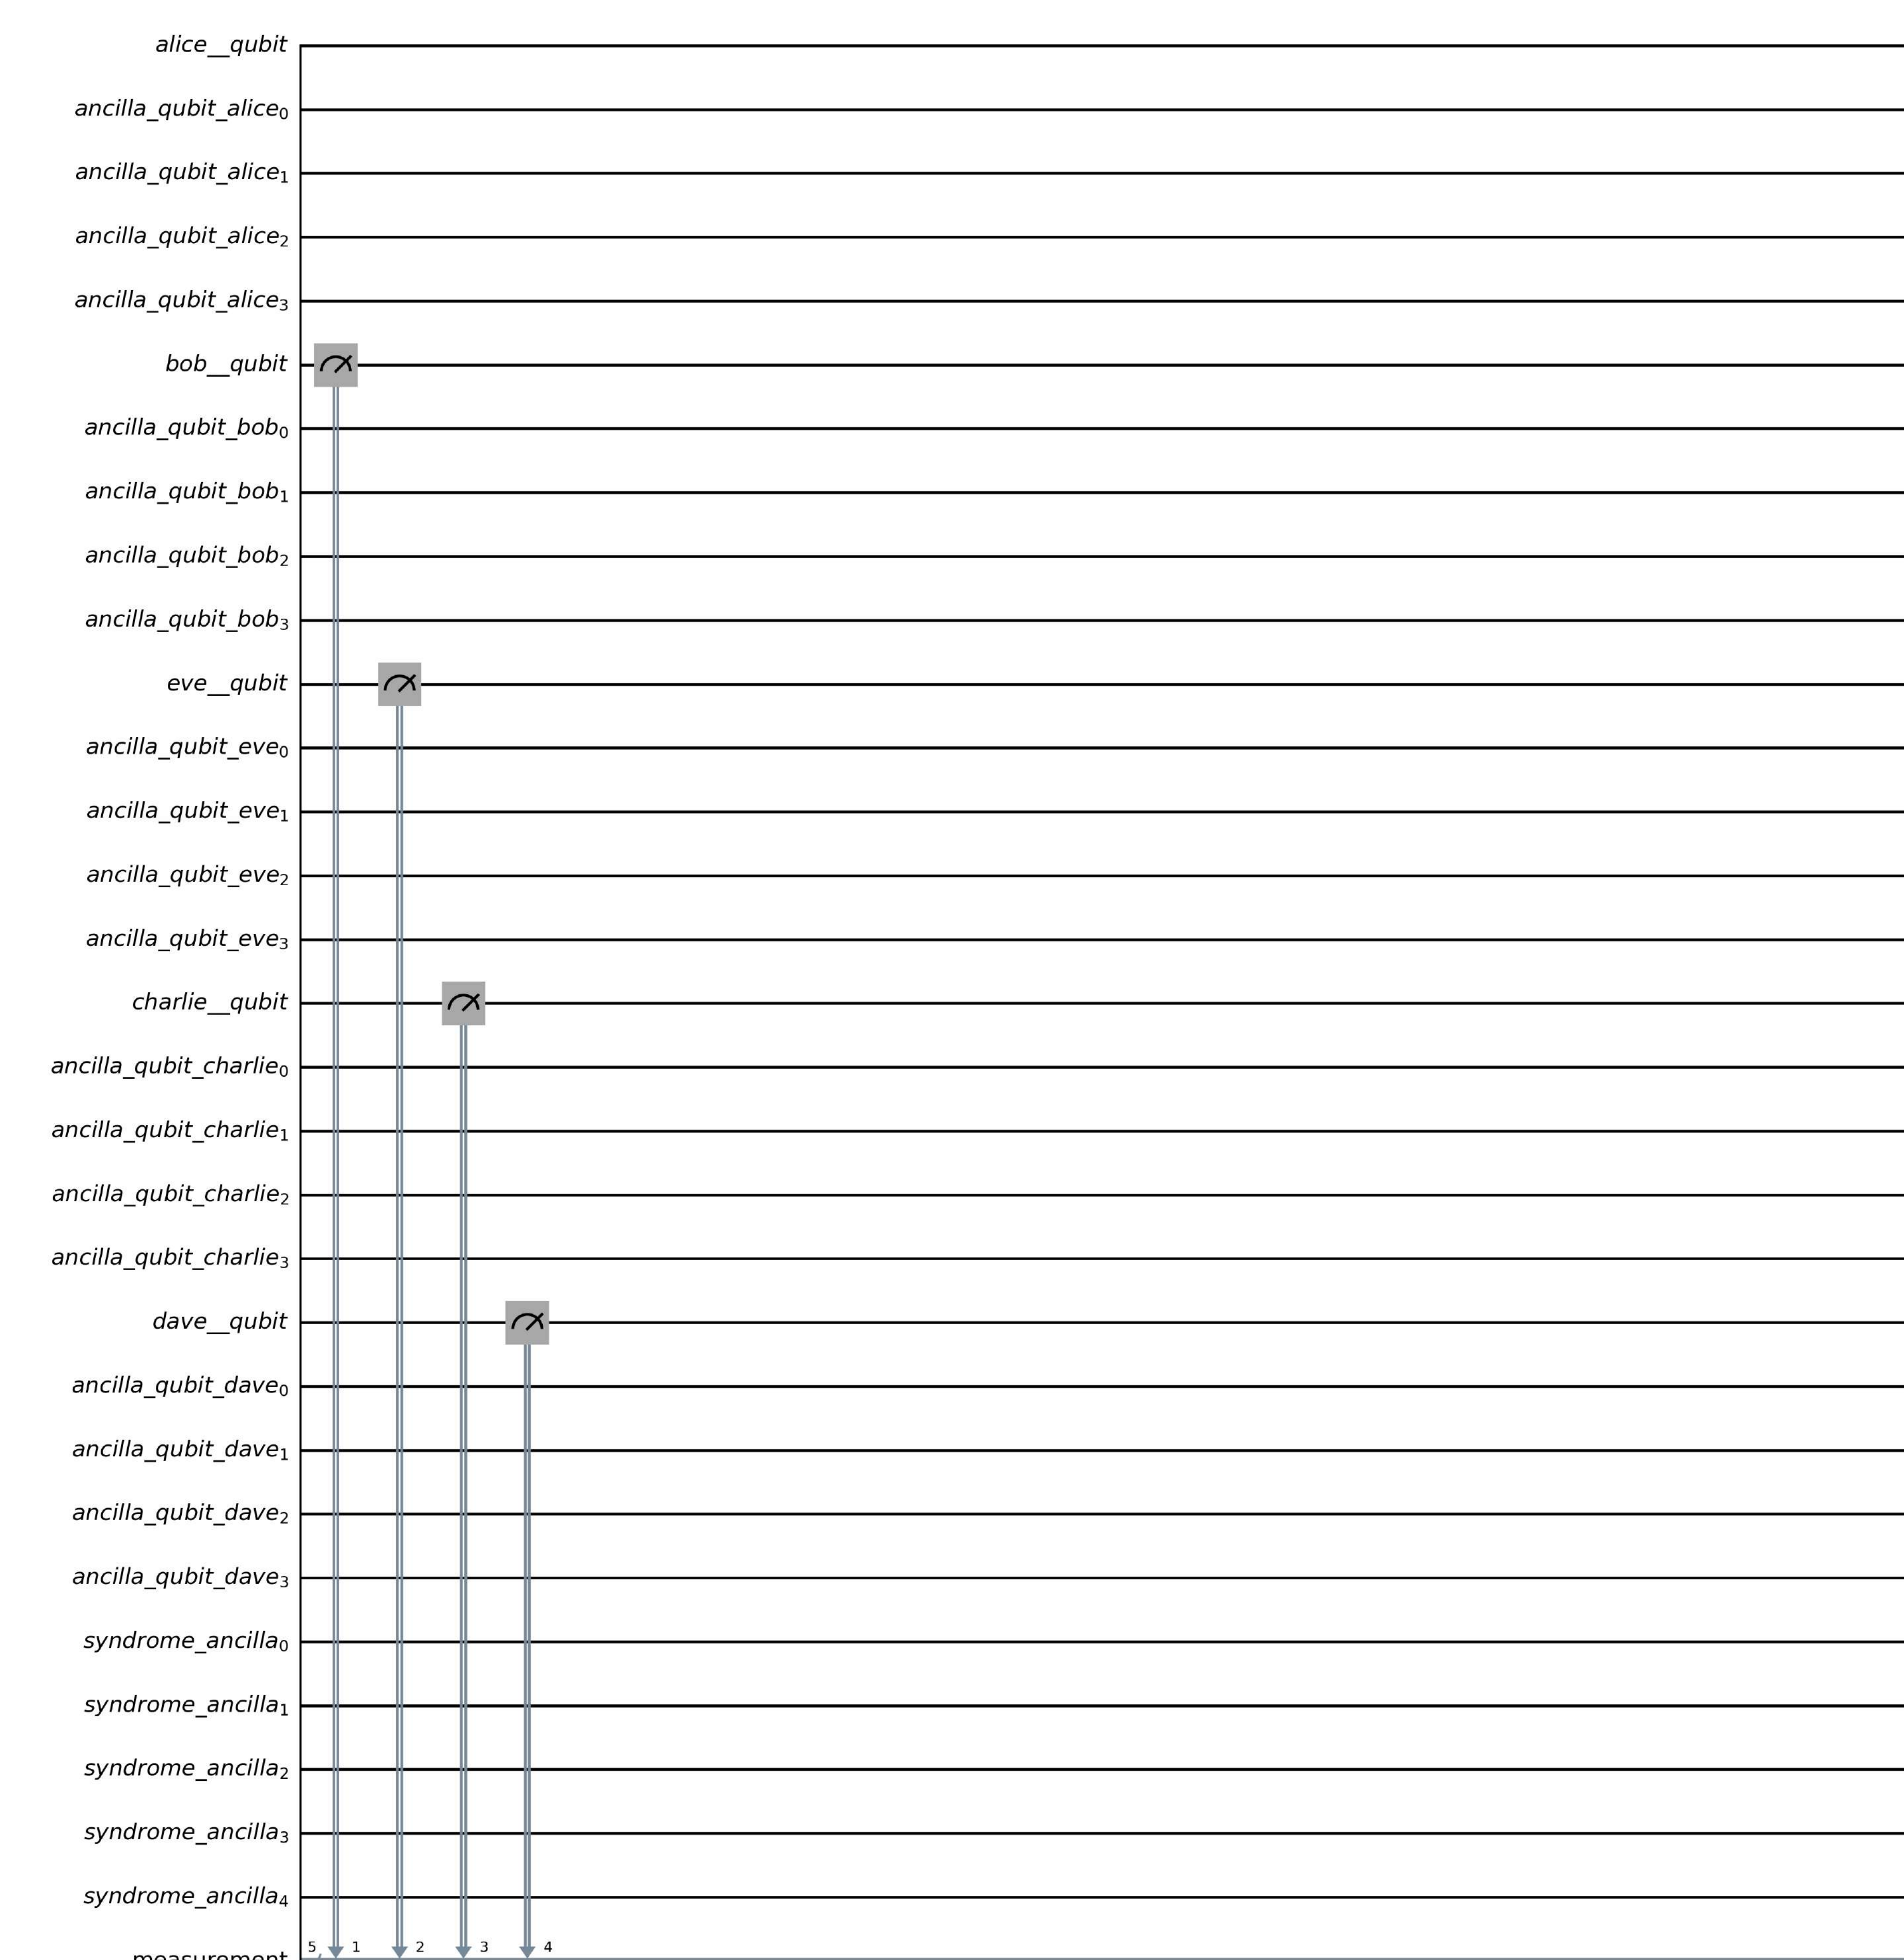 alice__qubit
ancilla_qubit_alice₀
ancilla_qubit_alice₁
ancilla_qubit_alice₂
ancilla_qubit_alice₃
bob__qubit
ancilla_qubit_bob₀
ancilla_qubit_bob₁
ancilla_qubit_bob₂
ancilla_qubit_bob₃
eve__qubit
ancilla_qubit_eve₀
ancilla_qubit_eve₁
ancilla_qubit_eve₂
ancilla_qubit_eve₃
charlie__qubit
ancilla_qubit_charlie₀
ancilla_qubit_charlie₁
ancilla_qubit_charlie₂
ancilla_qubit_charlie₃
dave__qubit
ancilla_qubit_dave₀
ancilla_qubit_dave₁
ancilla_qubit_dave₂
ancilla_qubit_dave₃
syndrome_ancilla₀
syndrome_ancilla₁
syndrome_ancilla₂
syndrome_ancilla₃
syndrome_ancilla₄
measurement 5 1 2 3 4